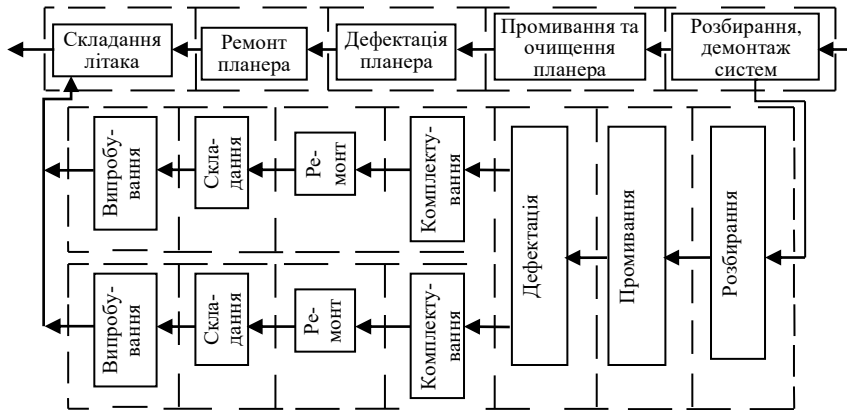 Складання
літака
Ремонт
планера
Дефектація
планера
Промивання та
очищення
планера
Розбирання,
демонтаж
систем
Випробу-
вання
Скла-
дання
Ре-
монт
Комплекту-
вання
Дефектація
Промивання
Розбирання
Випробу-
вання
Скла-
дання
Ре-
монт
Комплекту-
вання